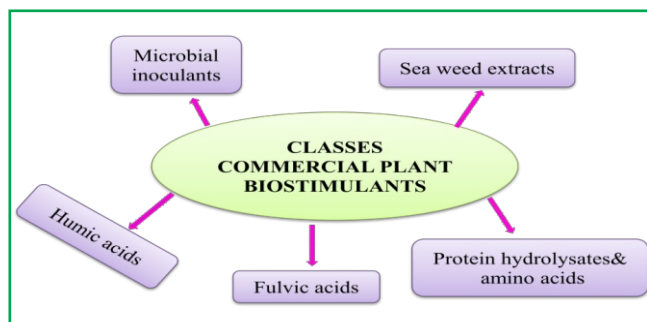 Microbial
inoculants
Sea weed extracts
CLASSES
COMMERCIAL PLANT
BIOSTIMULANTS
Humic acids
Fulvic acids
Protein hydrolysates&
amino acids